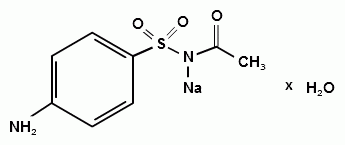 O O O
S N CH₃
Na x H₂O
NH₂